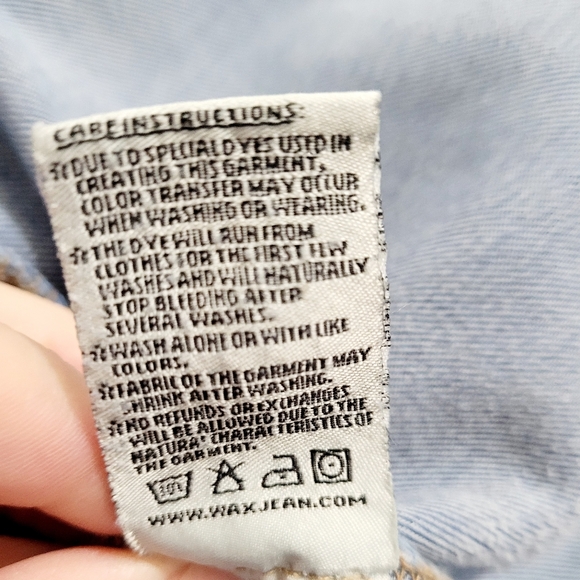 CARE INSTRUCTIONS:
☆DUE TO SPECIAL DYES USED IN
CREATING THIS GARMENT,
COLOR TRANSFER MAY OCCUR
WHEN WASHING OR WEARING.
☆THE DYE WILL RUN FROM
CLOTHES FOR THE FIRST FEW
WASHES AND WILL NATURALLY
STOP BLEEDING AFTER
SEVERAL WASHES.
☆WASH ALONE OR WITH LIKE
COLORS.
☆FABRIC OF THE GARMENT MAY
SHRINK AFTER WASHING.
☆NO REFUNDS OR EXCHANGES
WILL BE ALLOWED DUE TO THE
NATURAL CHARACTERISTICS OF
THE GARMENT.
WWW.WAXJEAN.COM